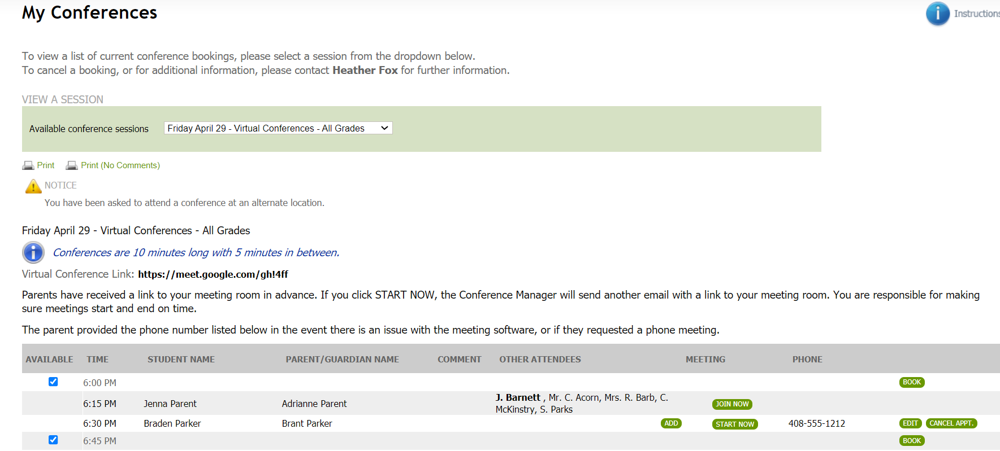 My Conferences
Instructions
To view a list of current conference bookings, please select a session from the dropdown below.
To cancel a booking, or for additional information, please contact Heather Fox for further information.
VIEW A SESSION
Available conference sessions Friday April 29 - Virtual Conferences - All Grades
Print Print (No Comments)
NOTICE
You have been asked to attend a conference at an alternate location.
Friday April 29 - Virtual Conferences - All Grades
Conferences are 10 minutes long with 5 minutes in between.
Virtual Conference Link: https://meet.google.com/gh!4ff
Parents have received a link to your meeting room in advance. If you click START NOW, the Conference Manager will send another email with a link to your meeting room. You are responsible for making
sure meetings start and end on time.
The parent provided the phone number listed below in the event there is an issue with the meeting software, or if they requested a phone meeting.
AVAILABLE TIME STUDENT NAME PARENT/GUARDIAN NAME COMMENT OTHER ATTENDEES MEETING PHONE
6:00 PM BOOK
6:15 PM Jenna Parent Adrianne Parent J. Barnett , Mr. C. Acorn, Mrs. R. Barb, C. JOIN NOW
McKinstry, S. Parks
6:30 PM Braden Parker Brant Parker ADD START NOW 408-555-1212 EDIT CANCEL APPT.
6:45 PM BOOK